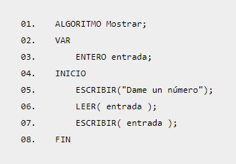 01. ALGORITMO Mostrar;
02. VAR
03. ENTERO entrada;
04. INICIO
05. ESCRIBIR("Dame un número");
06. LEER( entrada );
07. ESCRIBIR( entrada );
08. FIN